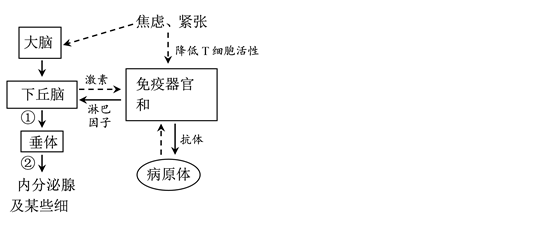 焦虑、紧张
大脑
降低T细胞活性
激素
下丘脑
免疫器官
和
淋巴
因子
①
垂体
抗体
②
病原体
内分泌腺
及某些细